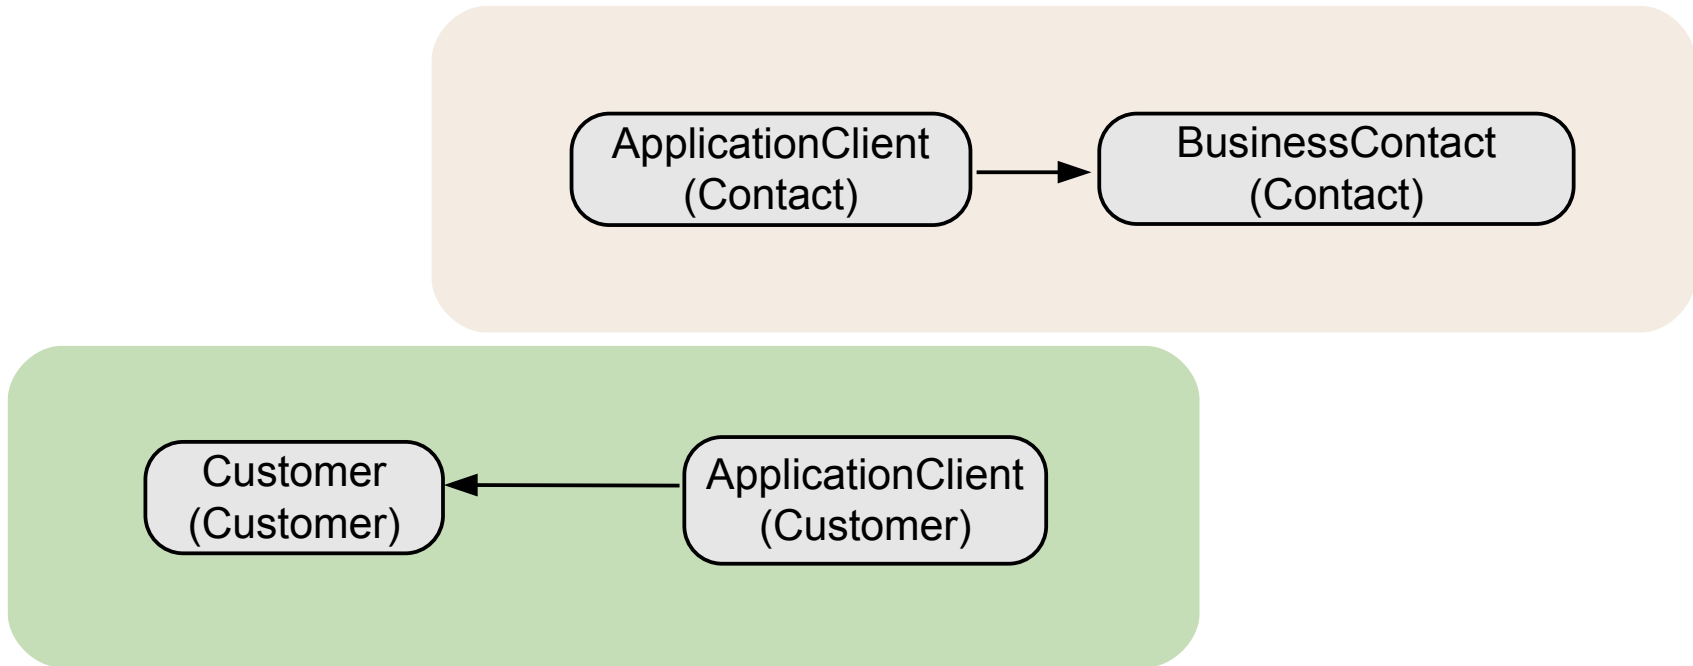 ApplicationClient
(Contact)
BusinessContact
(Contact)
Customer
(Customer)
ApplicationClient
(Customer)